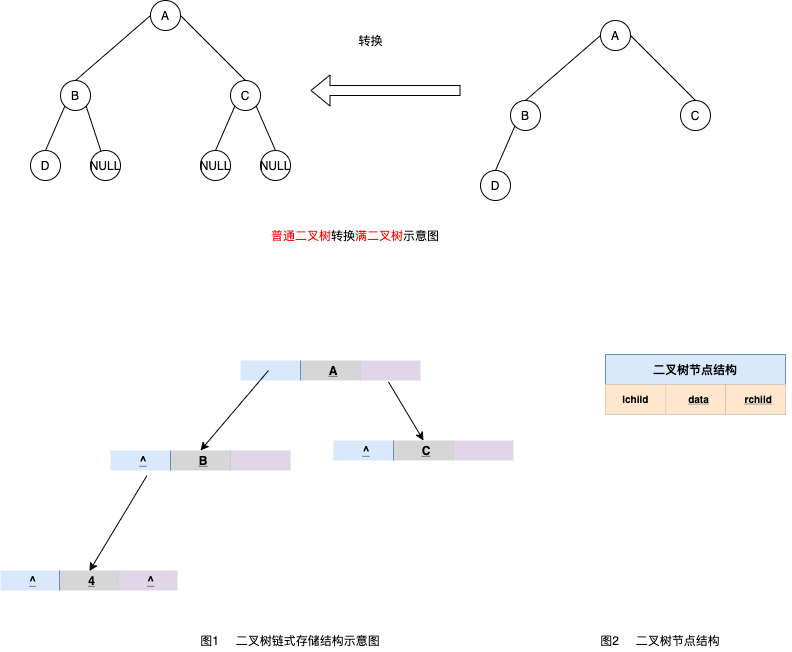 A
转换
A
B
C
B
C
D
NULL
NULL
NULL
D
普通二叉树转换满二叉树示意图
A
二叉树节点结构
lchild
data
rchild
^
B
^
C
^
4
^
图1 二叉树链式存储结构示意图
图2 二叉树节点结构